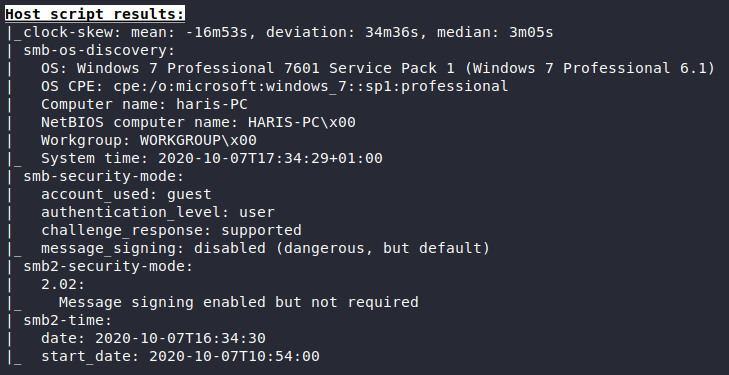 Host script results:
|_clock-skew: mean: -16m53s, deviation: 34m36s, median: 3m05s
| smb-os-discovery:
|   OS: Windows 7 Professional 7601 Service Pack 1 (Windows 7 Professional 6.1)
|   OS CPE: cpe:/o:microsoft:windows_7::sp1:professional
|   Computer name: haris-PC
|   NetBIOS computer name: HARIS-PC\x00
|   Workgroup: WORKGROUP\x00
|_  System time: 2020-10-07T17:34:29+01:00
| smb-security-mode:
|   account_used: guest
|   authentication_level: user
|   challenge_response: supported
|_  message_signing: disabled (dangerous, but default)
| smb2-security-mode:
|   2.02:
|_    Message signing enabled but not required
| smb2-time:
|   date: 2020-10-07T16:34:30
|_  start_date: 2020-10-07T10:54:00